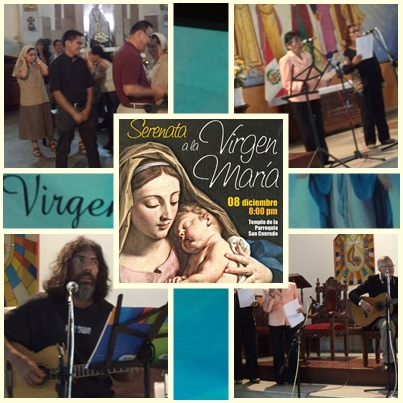 Serenata
a la
Virgen
María
08 diciembre
8:00 pm
Templo de la
Parroquia
San Conrado
Virgen